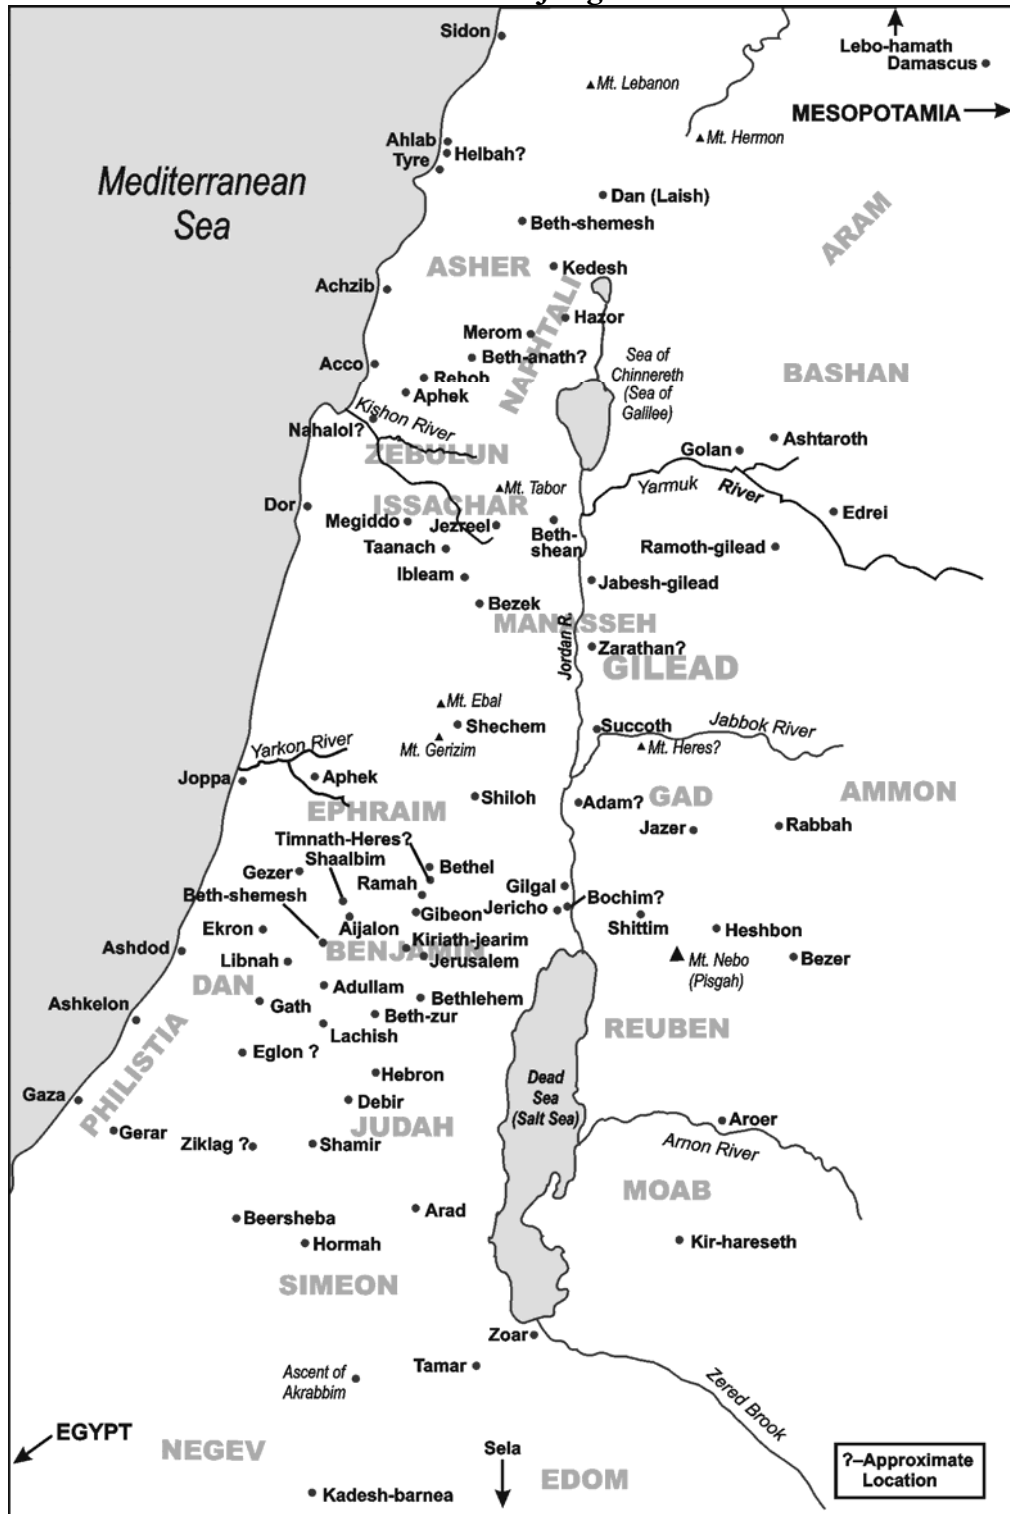 Sidon
Lebo-hamath
Damascus
Mt. Lebanon
MESOPOTAMIA
Mt. Hermon
Ahlab
Tyre
Helbah?
Mediterranean
Sea
Dan (Laish)
Beth-shemesh
ARAM
ASHER
Kedesh
Achzib
NAPHTALI
Hazor
Merom
Beth-anath?
Sea of
Chinnereth
(Sea of
Galilee)
Acco
BASHAN
Rehob
Aphek
Kishon River
Nahalol?
ZEBULUN
Golan
Ashtaroth
Mt. Tabor
Yarmuk River
ISSACHAR
Dor
Megiddo
Jezreel
Beth-
shean
Edrei
Taanach
Ramoth-gilead
Ibleam
Jabesh-gilead
Bezek
MANASSEH
Jordan R.
Zarathan?
GILEAD
Mt. Ebal
Shechem
Mt. Gerizim
Succoth
Jabbok River
Mt. Heres?
Yarkon River
Joppa
Aphek
EPHRAIM
Shiloh
Adam?
GAD
AMMON
Jazer
Rabbah
Timnath-Heres?
Shaalbim
Gezer
Bethel
Ramah
Beth-shemesh
Gilgal
Jericho
Bochim?
Gibeon
Shittim
Ekron
Aijalon
Heshbon
Kiriath-jearim
BENJAMIN
Jerusalem
Ashdod
Libnah
Mt. Nebo
(Pisgah)
Bezer
DAN
Adullam
Gath
Bethlehem
Beth-zur
Ashkelon
Lachish
REUBEN
PHILISTIA
Eglon ?
Hebron
Dead
Sea
(Salt Sea)
Gaza
Debir
JUDAH
Gerar
Ziklag ?
Shamir
Aroer
Arnon River
MOAB
Arad
Beersheba
Hormah
Kir-hareseth
SIMEON
Zoar
Tamar
Ascent of
Akrabbim
Zered Brook
EGYPT
NEGEV
Sela
EDOM
Kadesh-barnea
?–Approximate
Location